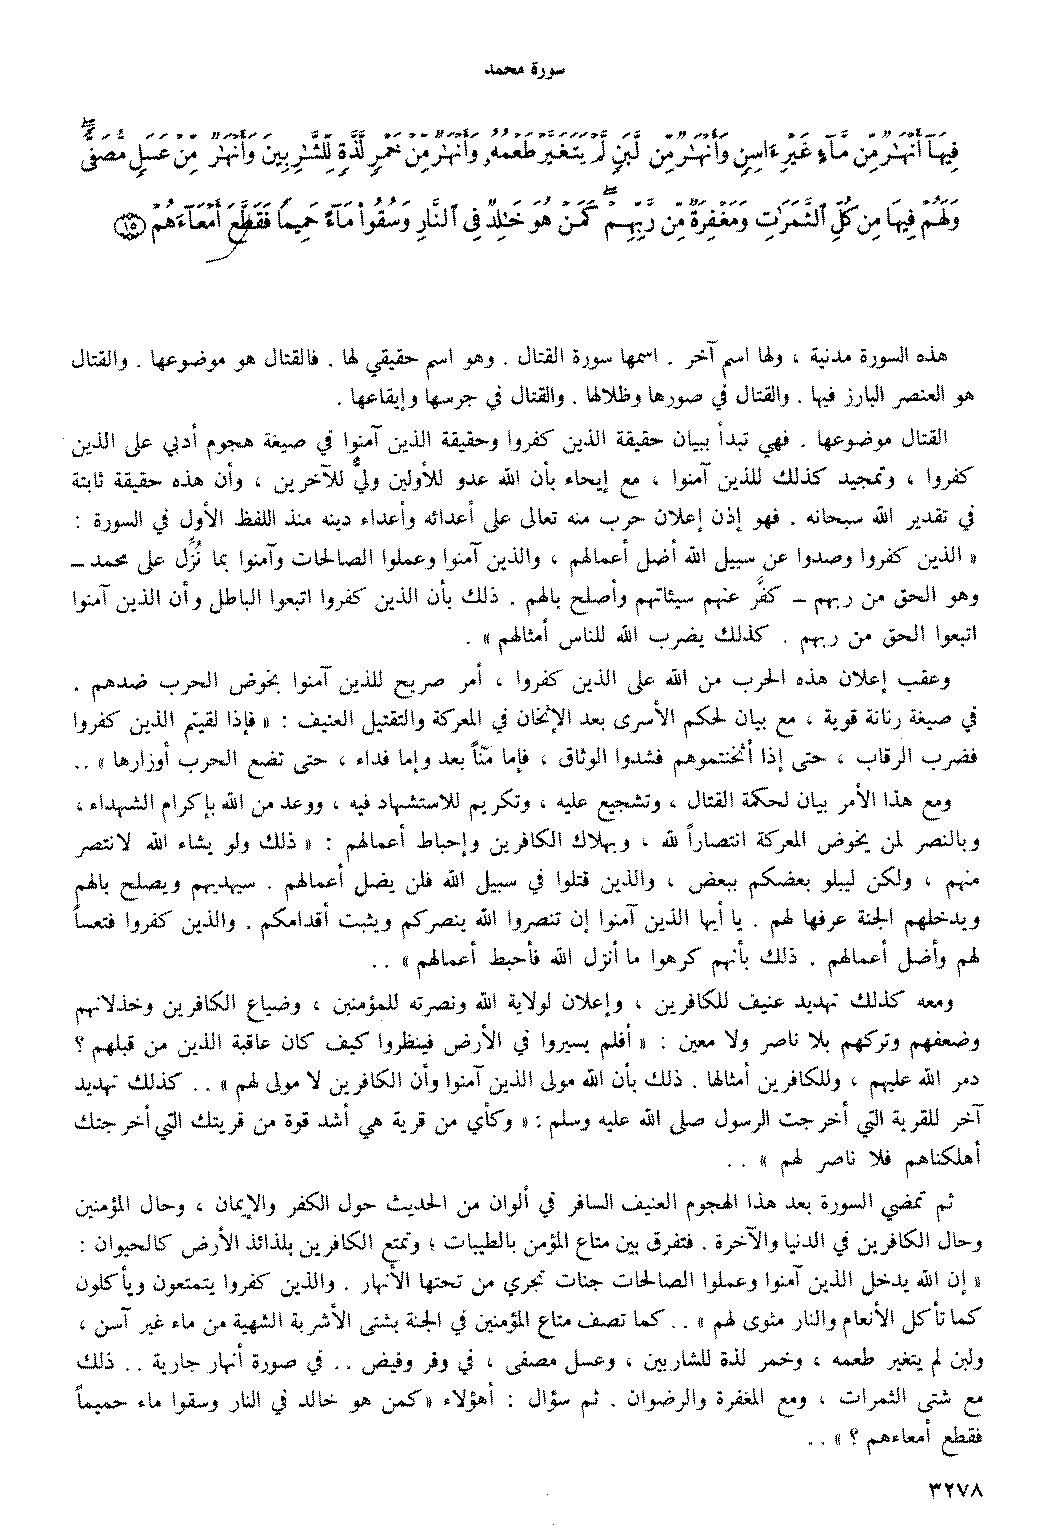 سورة محمد
فِيهَآ أَنْهَٰرٌ مِّن مَّآءٍ غَيْرِ ءَاسِنٍ وَأَنْهَٰرٌ مِّن لَّبَنٍ لَّمْ يَتَغَيَّرْ طَعْمُهُۥ وَأَنْهَٰرٌ مِّنْ خَمْرٍ لَّذَّةٍ لِّلشَّٰرِبِينَ وَأَنْهَٰرٌ مِّنْ عَسَلٍ مُّصَفًّىۖ
وَلَهُمْ فِيهَا مِن كُلِّ ٱلثَّمَرَٰتِ وَمَغْفِرَةٌ مِّن رَّبِّهِمْۖ كَمَنْ هُوَ خَٰلِدٌ فِى ٱلنَّارِ وَسُقُوا۟ مَآءً حَمِيمًا فَقَطَّعَ أَمْعَآءَهُمْ ﴿١٥﴾
هذه السورة مدنية ، ولها اسم آخر . اسمها سورة القتال . وهو اسم حقيقي لها . فالقتال هو موضوعها . والقتال
هو العنصر البارز فيها . والقتال في صورها وظلالها . والقتال في جرسها وإيقاعها .
القتال موضوعها . فهي تبدأ ببيان حقيقة الذين كفروا وحقيقة الذين آمنوا في صيغة هجوم أدبي على الذين
كفروا ، وتمجيد كذلك للذين آمنوا ، مع إيحاء بأن الله عدو للأولين وليٌّ للآخرين ، وأن هذه حقيقة ثابتة
في تقدير الله سبحانه . فهو إذن إعلان حرب منه تعالى على أعدائه وأعداء دينه منذ اللفظ الأول في السورة :
« الذين كفروا وصدوا عن سبيل الله أضل أعمالهم ، والذين آمنوا وعملوا الصالحات وآمنوا بما نُزِّل على محمد ــ
وهو الحق من ربهم ــ كفَّر عنهم سيئاتهم وأصلح بالهم . ذلك بأن الذين كفروا اتبعوا الباطل وأن الذين آمنوا
اتبعوا الحق من ربهم . كذلك يضرب الله للناس أمثالهم » .
وعقب إعلان هذه الحرب من الله على الذين كفروا ، أمر صريح للذين آمنوا بخوض الحرب ضدهم .
في صيغة رنانة قوية ، مع بيان لحكم الأسرى بعد الإثخان في المعركة والتقتيل العنيف : « فإذا لقيتم الذين كفروا
فضرب الرقاب ، حتى إذا أثخنتموهم فشدوا الوثاق ، فإما منّاً بعد وإما فداء ، حتى تضع الحرب أوزارها » ..
ومع هذا الأمر بيان لحكمة القتال ، وتشجيع عليه ، وتكريم للاستشهاد فيه ، ووعد من الله بإكرام الشهداء ،
وبالنصر لمن يخوض المعركة انتصاراً لله ، وبهلاك الكافرين وإحباط أعمالهم : « ذلك ولو يشاء الله لانتصر
منهم ، ولكن ليبلو بعضكم ببعض ، والذين قتلوا في سبيل الله فلن يضل أعمالهم . سيهديهم ويصلح بالهم
ويدخلهم الجنة عرفها لهم . يا أيها الذين آمنوا إن تنصروا الله ينصركم ويثبت أقدامكم . والذين كفروا فتعساً
لهم وأضل أعمالهم . ذلك بأنهم كرهوا ما أنزل الله فأحبط أعمالهم » ..
ومعه كذلك تهديد عنيف للكافرين ، وإعلان لولاية الله ونصرته للمؤمنين ، وضياع الكافرين وخذلانهم
وضعفهم وتركهم بلا ناصر ولا معين : « أفلم يسيروا في الأرض فينظروا كيف كان عاقبة الذين من قبلهم ؟
دمر الله عليهم ، وللكافرين أمثالها . ذلك بأن الله مولى الذين آمنوا وأن الكافرين لا مولى لهم » .. كذلك تهديد
آخر للقرية التي أخرجت الرسول صلى الله عليه وسلم : « وكأي من قرية هي أشد قوة من قريتك التي أخرجتك
أهلكناهم فلا ناصر لهم » ..
ثم تمضي السورة بعد هذا الهجوم العنيف السافر في ألوان من الحديث حول الكفر والإيمان ، وحال المؤمنين
وحال الكافرين في الدنيا والآخرة . فتفرق بين متاع المؤمن بالطيبات ؛ وتمتع الكافرين بلذائذ الأرض كالحيوان :
« إن الله يدخل الذين آمنوا وعملوا الصالحات جنات تجري من تحتها الأنهار . والذين كفروا يتمتعون ويأكلون
كما تأكل الأنعام والنار مثوى لهم » .. كما تصف متاع المؤمنين في الجنة بشتى الأشربة الشهية من ماء غير آسن ،
ولبن لم يتغير طعمه ، وخمر لذة للشاربين ، وعسل مصفى ، في وفر وفيض .. في صورة أنهار جارية .. ذلك
مع شتى الثمرات ، ومع المغفرة والرضوان . ثم سؤال : أهؤلاء « كمن هو خالد في النار وسقوا ماء حميماً
فقطع أمعاءهم ؟ » ..
٣٢٧٨